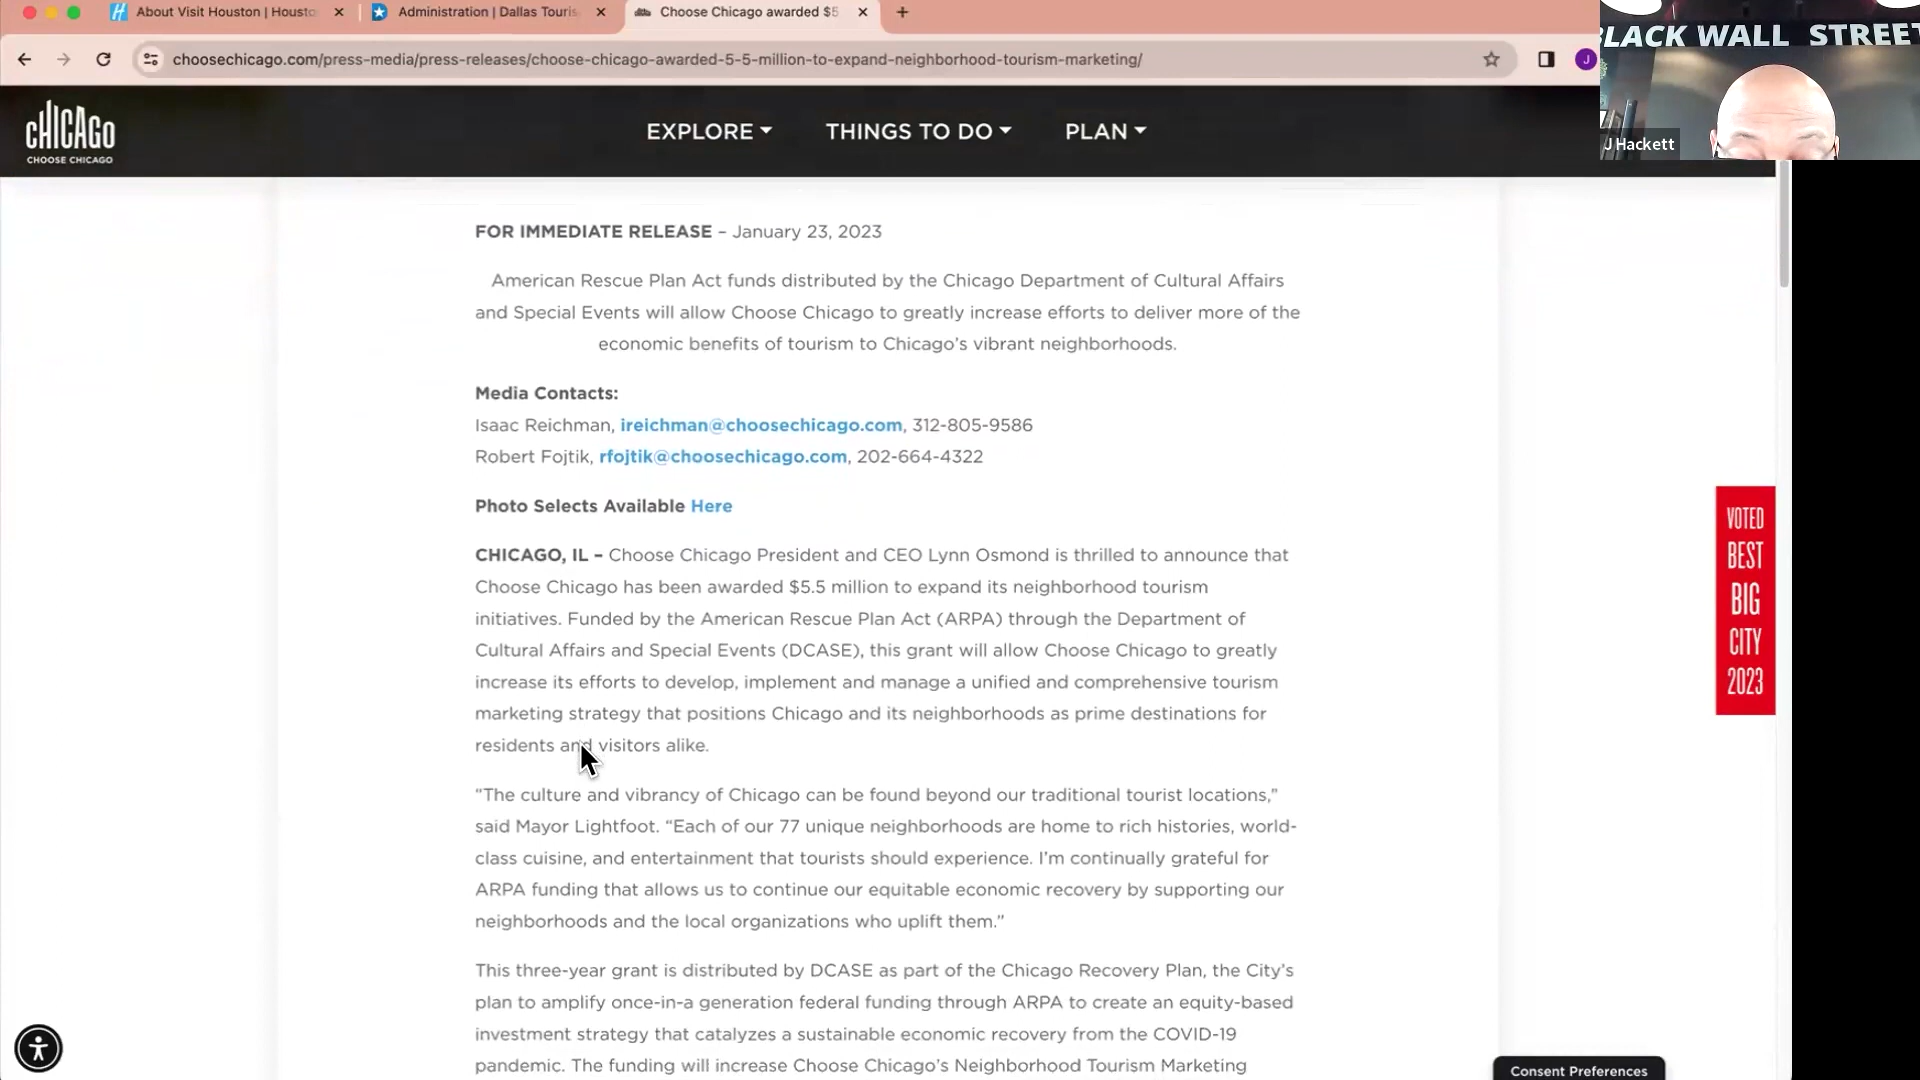 About Visit Houston | Housto
Administration | Dallas Touris
Choose Chicago awarded $5
choosechicago.com/press-media/press-releases/choose-chicago-awarded-5-5-million-to-expand-neighborhood-tourism-marketing/
J
BLACK WALL STREET
J Hackett
CHICAGO
CHOOSE CHICAGO
EXPLORE
THINGS TO DO
PLAN
FOR IMMEDIATE RELEASE – January 23, 2023
American Rescue Plan Act funds distributed by the Chicago Department of Cultural Affairs
and Special Events will allow Choose Chicago to greatly increase efforts to deliver more of the
economic benefits of tourism to Chicago’s vibrant neighborhoods.
Media Contacts:
Isaac Reichman, ireichman@choosechicago.com, 312-805-9586
Robert Fojtik, rfojtik@choosechicago.com, 202-664-4322
Photo Selects Available Here
CHICAGO, IL – Choose Chicago President and CEO Lynn Osmond is thrilled to announce that
Choose Chicago has been awarded $5.5 million to expand its neighborhood tourism
initiatives. Funded by the American Rescue Plan Act (ARPA) through the Department of
Cultural Affairs and Special Events (DCASE), this grant will allow Choose Chicago to greatly
increase its efforts to develop, implement and manage a unified and comprehensive tourism
marketing strategy that positions Chicago and its neighborhoods as prime destinations for
residents and visitors alike.
“The culture and vibrancy of Chicago can be found beyond our traditional tourist locations,”
said Mayor Lightfoot. “Each of our 77 unique neighborhoods are home to rich histories, world-
class cuisine, and entertainment that tourists should experience. I’m continually grateful for
ARPA funding that allows us to continue our equitable economic recovery by supporting our
neighborhoods and the local organizations who uplift them.”
This three-year grant is distributed by DCASE as part of the Chicago Recovery Plan, the City’s
plan to amplify once-in-a generation federal funding through ARPA to create an equity-based
investment strategy that catalyzes a sustainable economic recovery from the COVID-19
pandemic. The funding will increase Choose Chicago’s Neighborhood Tourism Marketing
VOTED
BEST
BIG
CITY
2023
Consent Preferences